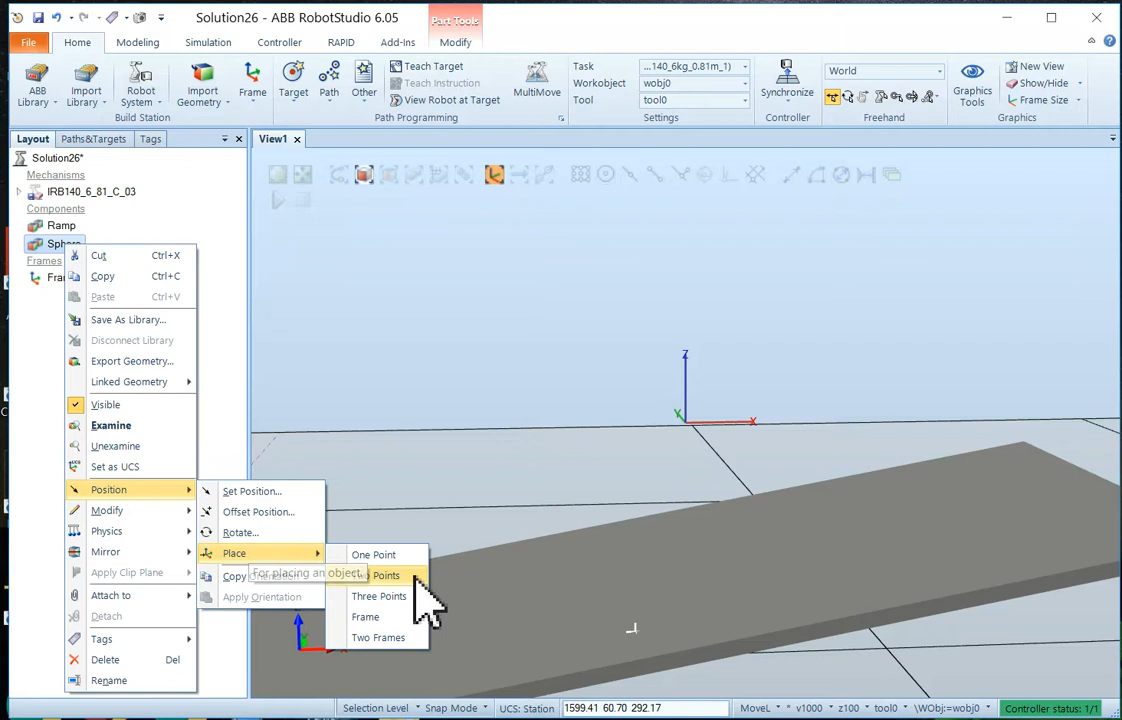 Solution26 - ABB RobotStudio 6.05
Part Tools
File Home Modeling Simulation Controller RAPID Add-Ins Modify
ABB Library
Import Library
Robot System
Import Geometry
Frame
Build Station
Target
Path
Other
Teach Target
Teach Instruction
View Robot at Target
MultiMove
Path Programming
Task ...140_6kg_0.81m_1)
Workobject wobj0
Tool tool0
Settings
Synchronize
Controller
World
Freehand
Graphics Tools
New View
Show/Hide
Frame Size
Graphics
Layout Paths&Targets Tags
View1
Solution26*
Mechanisms
IRB140_6_81_C_03
Components
Ramp
Sphere
Frames
Fra
Cut Ctrl+X
Copy Ctrl+C
Paste Ctrl+V
Save As Library...
Disconnect Library
Export Geometry...
Linked Geometry
Visible
Examine
Unexamine
Set as UCS
Position
Modify
Physics
Mirror
Apply Clip Plane
Attach to
Detach
Tags
Delete Del
Rename
Set Position...
Offset Position...
Rotate...
Place
Copy Orientation
Apply Orientation
For placing an object.
One Point
Points
Three Points
Frame
Two Frames
Z
Y
X
Selection Level Snap Mode UCS: Station 1599.41 60.70 292.17 MoveL * v1000 z100 tool0 \WObj:=wobj0 Controller status: 1/1